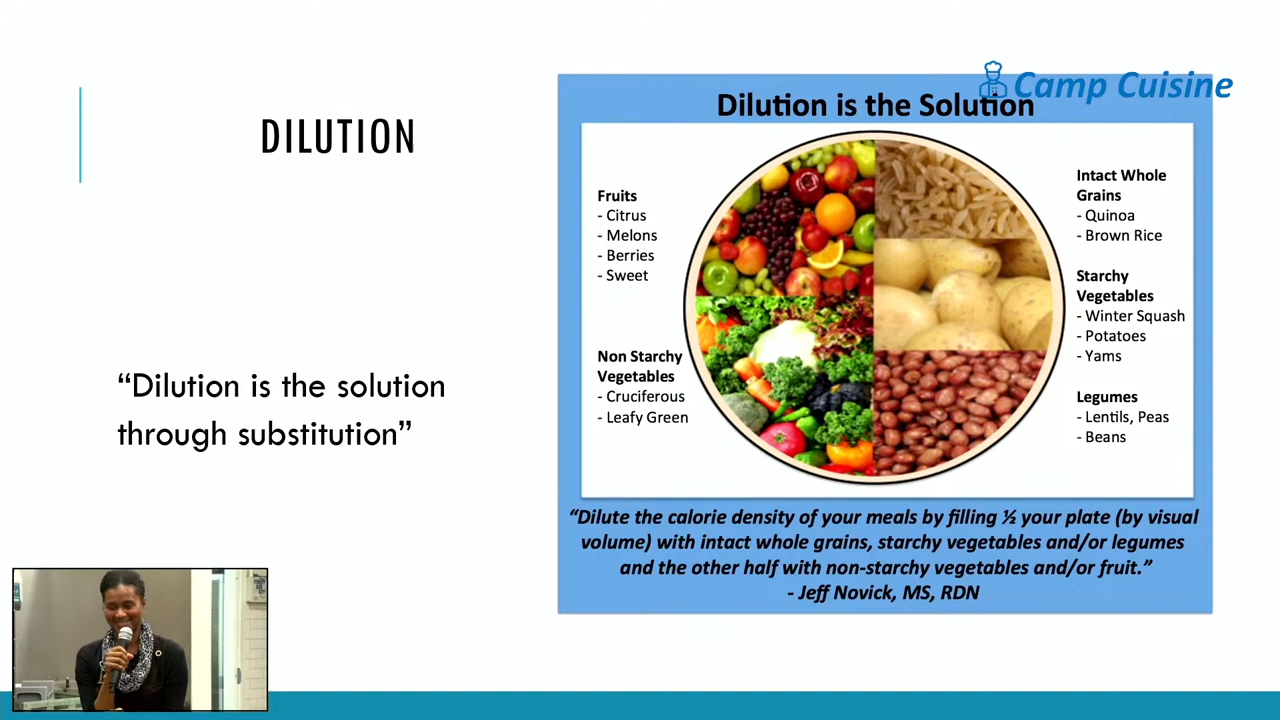 DILUTION
“Dilution is the solution
through substitution”
Camp Cuisine
Dilution is the Solution
Fruits
- Citrus
- Melons
- Berries
- Sweet
Non Starchy
Vegetables
- Cruciferous
- Leafy Green
Intact Whole
Grains
- Quinoa
- Brown Rice
Starchy
Vegetables
- Winter Squash
- Potatoes
- Yams
Legumes
- Lentils, Peas
- Beans
“Dilute the calorie density of your meals by filling ½ your plate (by visual
volume) with intact whole grains, starchy vegetables and/or legumes
and the other half with non-starchy vegetables and/or fruit.”
- Jeff Novick, MS, RDN